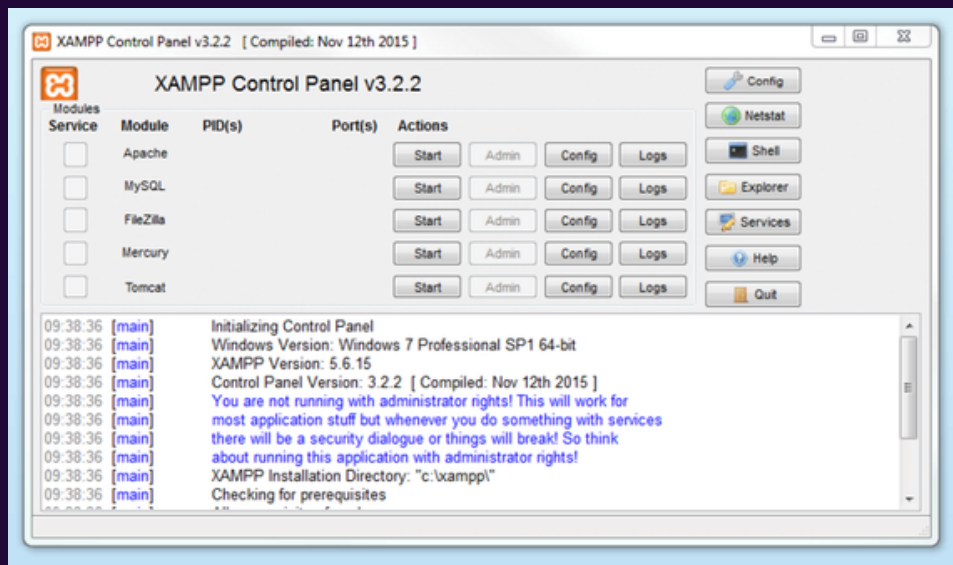 XAMPP Control Panel v3.2.2 [ Compiled: Nov 12th 2015 ]
XAMPP Control Panel v3.2.2
Config
Modules
Netstat
Service Module PID(s) Port(s) Actions
Apache Start Admin Config Logs
Shell
MySQL Start Admin Config Logs
Explorer
FileZilla Start Admin Config Logs
Services
Mercury Start Admin Config Logs
Help
Tomcat Start Admin Config Logs
Quit
09:38:36 [main] Initializing Control Panel
09:38:36 [main] Windows Version: Windows 7 Professional SP1 64-bit
09:38:36 [main] XAMPP Version: 5.6.15
09:38:36 [main] Control Panel Version: 3.2.2 [ Compiled: Nov 12th 2015 ]
09:38:36 [main] You are not running with administrator rights! This will work for
09:38:36 [main] most application stuff but whenever you do something with services
09:38:36 [main] there will be a security dialogue or things will break! So think
09:38:36 [main] about running this application with administrator rights!
09:38:36 [main] XAMPP Installation Directory: "c:\xampp\"
09:38:36 [main] Checking for prerequisites